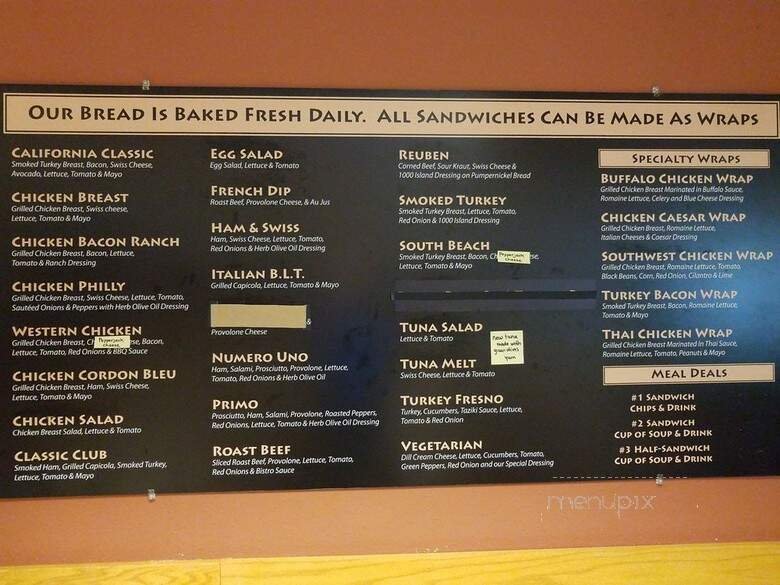 OUR BREAD IS BAKED FRESH DAILY. ALL SANDWICHES CAN BE MADE AS WRAPS
CALIFORNIA CLASSIC
Smoked Turkey Breast, Bacon, Swiss Cheese,
Avocado, Lettuce, Tomato & Mayo
CHICKEN BREAST
Grilled Chicken Breast, Swiss cheese,
Lettuce, Tomato & Mayo
CHICKEN BACON RANCH
Grilled Chicken Breast, Bacon, Lettuce,
Tomato & Ranch Dressing
CHICKEN PHILLY
Grilled Chicken Breast, Swiss Cheese, Lettuce, Tomato,
Sautéed Onions & Peppers with Herb Olive Oil Dressing
WESTERN CHICKEN
Grilled Chicken Breast, Ch Pepperjack cheese se, Bacon,
Lettuce, Tomato, Red Onions & BBQ Sauce
CHICKEN CORDON BLEU
Grilled Chicken Breast, Ham, Swiss Cheese,
Lettuce, Tomato & Mayo
CHICKEN SALAD
Chicken Breast Salad, Lettuce & Tomato
CLASSIC CLUB
Smoked Ham, Grilled Capicola, Smoked Turkey,
Lettuce, Tomato & Mayo
EGG SALAD
Egg Salad, Lettuce & Tomato
FRENCH DIP
Roast Beef, Provolone Cheese, & Au Jus
HAM & SWISS
Ham, Swiss Cheese, Lettuce, Tomato,
Red Onions & Herb Olive Oil Dressing
ITALIAN B.L.T.
Grilled Capicola, Lettuce, Tomato & Mayo
&
Provolone Cheese
NUMERO UNO
Ham, Salami, Prosciutto, Provolone, Lettuce,
Tomato, Red Onions & Herb Olive Oil
PRIMO
Prosciutto, Ham, Salami, Provolone, Roasted Peppers,
Red Onions, Lettuce, Tomato & Herb Olive Oil Dressing
ROAST BEEF
Sliced Roast Beef, Provolone, Lettuce, Tomato,
Red Onions & Bistro Sauce
REUBEN
Corned Beef, Sour Kraut, Swiss Cheese &
1000 Island Dressing on Pumpernickel Bread
SMOKED TURKEY
Smoked Turkey Breast, Lettuce, Tomato,
Red Onion & 1000 Island Dressing
SOUTH BEACH
Smoked Turkey Breast, Bacon, Ch Pepperjack cheese se,
Lettuce, Tomato & Mayo
TUNA SALAD
Lettuce & Tomato
New tuna
made with
yum
TUNA MELT
Swiss Cheese, Lettuce & Tomato
TURKEY FRESNO
Turkey, Cucumbers, Taziki Sauce, Lettuce,
Tomato & Red Onion
VEGETARIAN
Dill Cream Cheese, Lettuce, Cucumbers, Tomato,
Green Peppers, Red Onion and our Special Dressing
SPECIALTY WRAPS
BUFFALO CHICKEN WRAP
Grilled Chicken Breast Marinated in Buffalo Sauce,
Romaine Lettuce, Celery and Blue Cheese Dressing
CHICKEN CAESAR WRAP
Grilled Chicken Breast, Romaine Lettuce,
Italian Cheeses & Caesar Dressing
SOUTHWEST CHICKEN WRAP
Grilled Chicken Breast, Romaine Lettuce, Tomato,
Black Beans, Corn, Red Onion, Cilantro & Lime
TURKEY BACON WRAP
Smoked Turkey Breast, Bacon, Romaine Lettuce,
Tomato & Mayo
THAI CHICKEN WRAP
Grilled Chicken Breast Marinated in Thai Sauce,
Romaine Lettuce, Tomato, Peanuts & Mayo
MEAL DEALS
#1 SANDWICH
CHIPS & DRINK
#2 SANDWICH
CUP OF SOUP & DRINK
#3 HALF-SANDWICH
CUP OF SOUP & DRINK
menupix